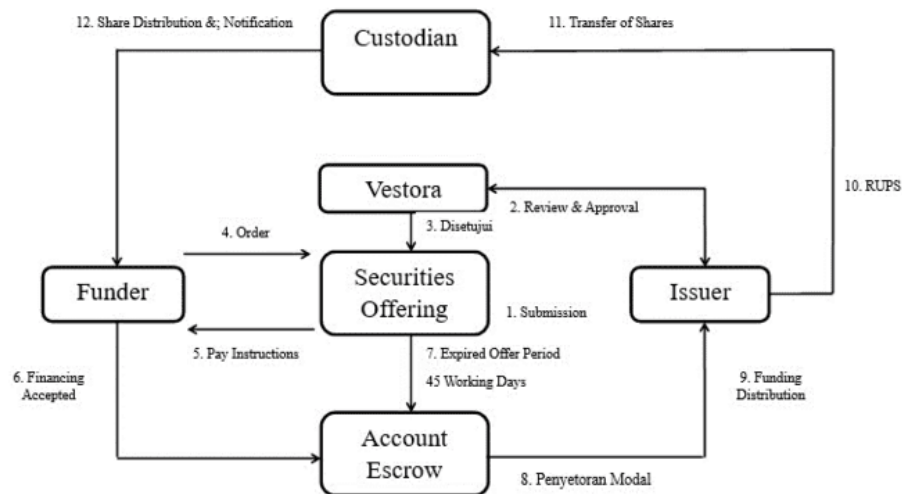 12. Share Distribution &; Notification
11. Transfer of Shares
Custodian
Vestora
10. RUPS
2. Review & Approval
3. Disetujui
4. Order
Funder
Securities
Offering
Issuer
1. Submission
5. Pay Instructions
7. Expired Offer Period
45 Working Days
6. Financing
Accepted
9. Funding
Distribution
Account
Escrow
8. Penyetoran Modal